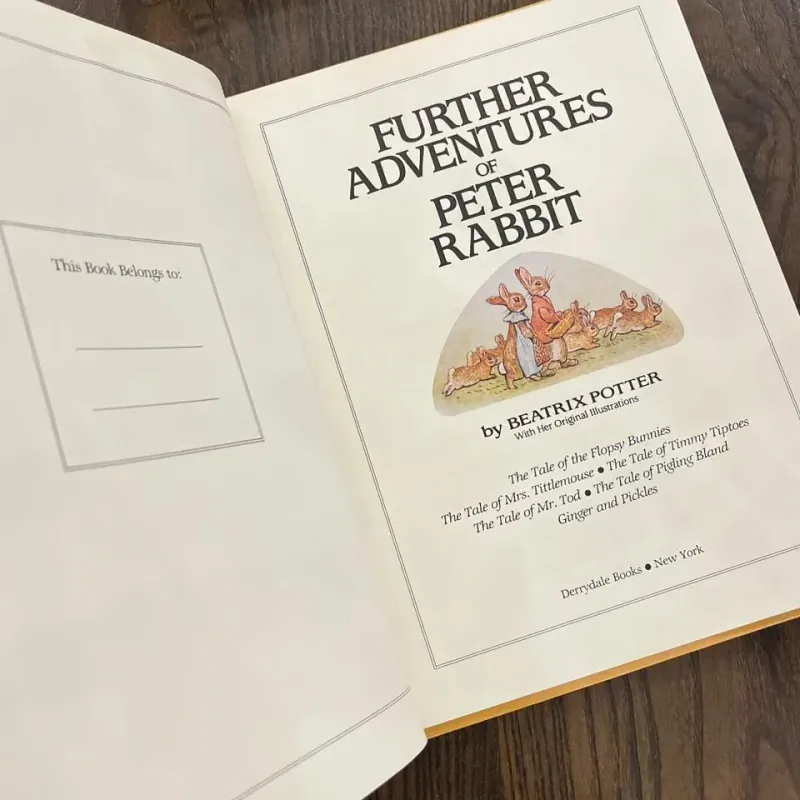 This Book Belongs to:
FURTHER
ADVENTURES
OF
PETER
RABBIT
by BEATRIX POTTER
With Her Original Illustrations
The Tale of the Flopsy Bunnies
The Tale of Mrs. Tittlemouse ● The Tale of Timmy Tiptoes
The Tale of Mr. Tod ● The Tale of Pigling Bland
Ginger and Pickles
Derrydale Books ● New York